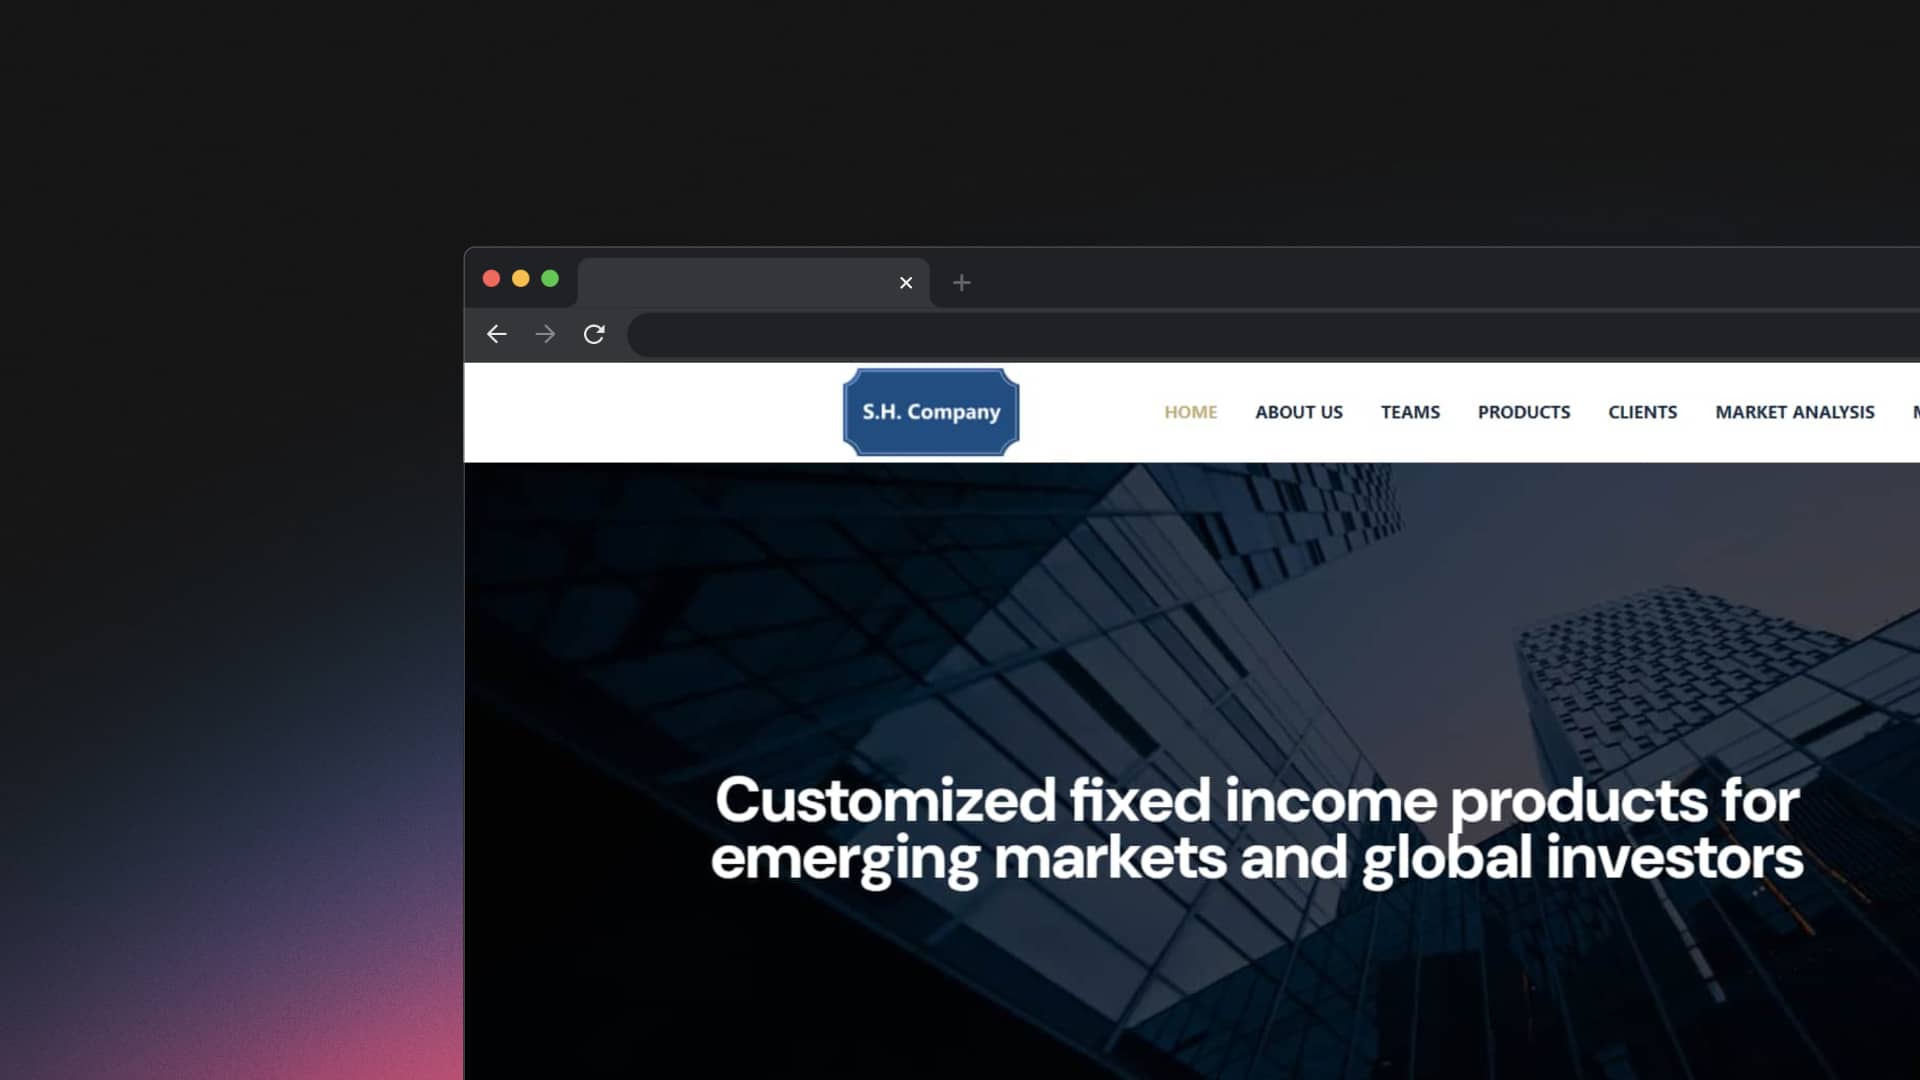 S.H. Company
HOME ABOUT US TEAMS PRODUCTS CLIENTS MARKET ANALYSIS
Customized fixed income products for
emerging markets and global investors